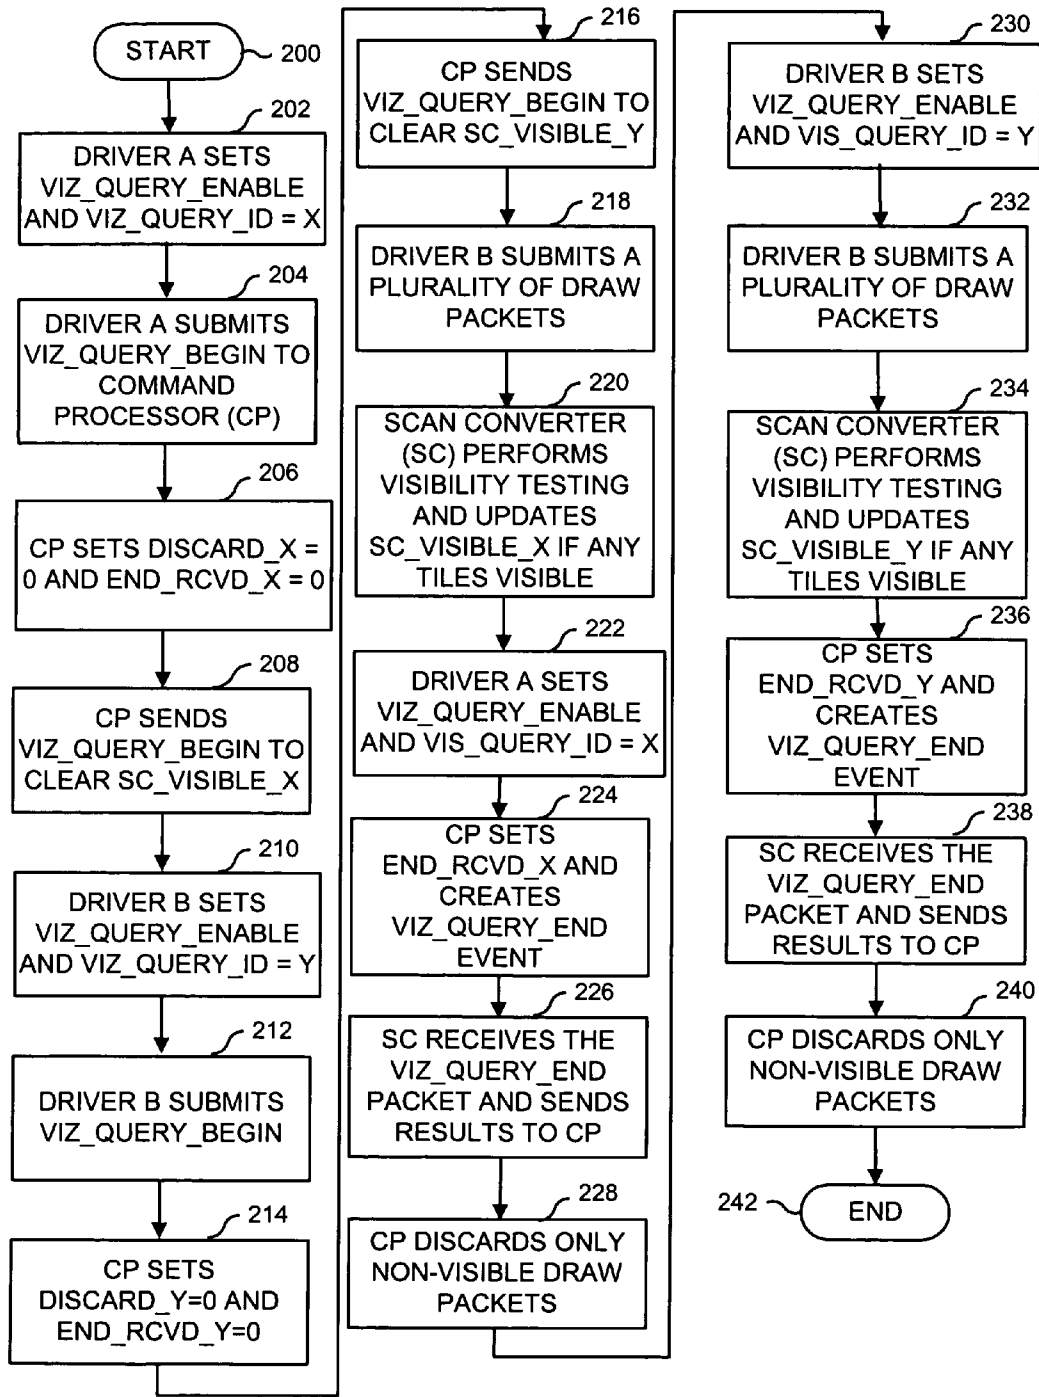 START
200
202
DRIVER A SETS
VIZ_QUERY_ENABLE
AND VIZ_QUERY_ID = X
204
DRIVER A SUBMITS
VIZ_QUERY_BEGIN TO
COMMAND
PROCESSOR (CP)
206
CP SETS DISCARD_X =
0 AND END_RCVD_X = 0
208
CP SENDS
VIZ_QUERY_BEGIN TO
CLEAR SC_VISIBLE_X
210
DRIVER B SETS
VIZ_QUERY_ENABLE
AND VIZ_QUERY_ID = Y
212
DRIVER B SUBMITS
VIZ_QUERY_BEGIN
214
CP SETS
DISCARD_Y=0 AND
END_RCVD_Y=0
216
CP SENDS
VIZ_QUERY_BEGIN TO
CLEAR SC_VISIBLE_Y
218
DRIVER B SUBMITS A
PLURALITY OF DRAW
PACKETS
220
SCAN CONVERTER
(SC) PERFORMS
VISIBILITY TESTING
AND UPDATES
SC_VISIBLE_X IF ANY
TILES VISIBLE
222
DRIVER A SETS
VIZ_QUERY_ENABLE
AND VIS_QUERY_ID = X
224
CP SETS
END_RCVD_X AND
CREATES
VIZ_QUERY_END
EVENT
226
SC RECEIVES THE
VIZ_QUERY_END
PACKET AND SENDS
RESULTS TO CP
228
CP DISCARDS ONLY
NON-VISIBLE DRAW
PACKETS
230
DRIVER B SETS
VIZ_QUERY_ENABLE
AND VIS_QUERY_ID = Y
232
DRIVER B SUBMITS A
PLURALITY OF DRAW
PACKETS
234
SCAN CONVERTER
(SC) PERFORMS
VISIBILITY TESTING
AND UPDATES
SC_VISIBLE_Y IF ANY
TILES VISIBLE
236
CP SETS
END_RCVD_Y AND
CREATES
VIZ_QUERY_END
EVENT
238
SC RECEIVES THE
VIZ_QUERY_END
PACKET AND SENDS
RESULTS TO CP
240
CP DISCARDS ONLY
NON-VISIBLE DRAW
PACKETS
242
END